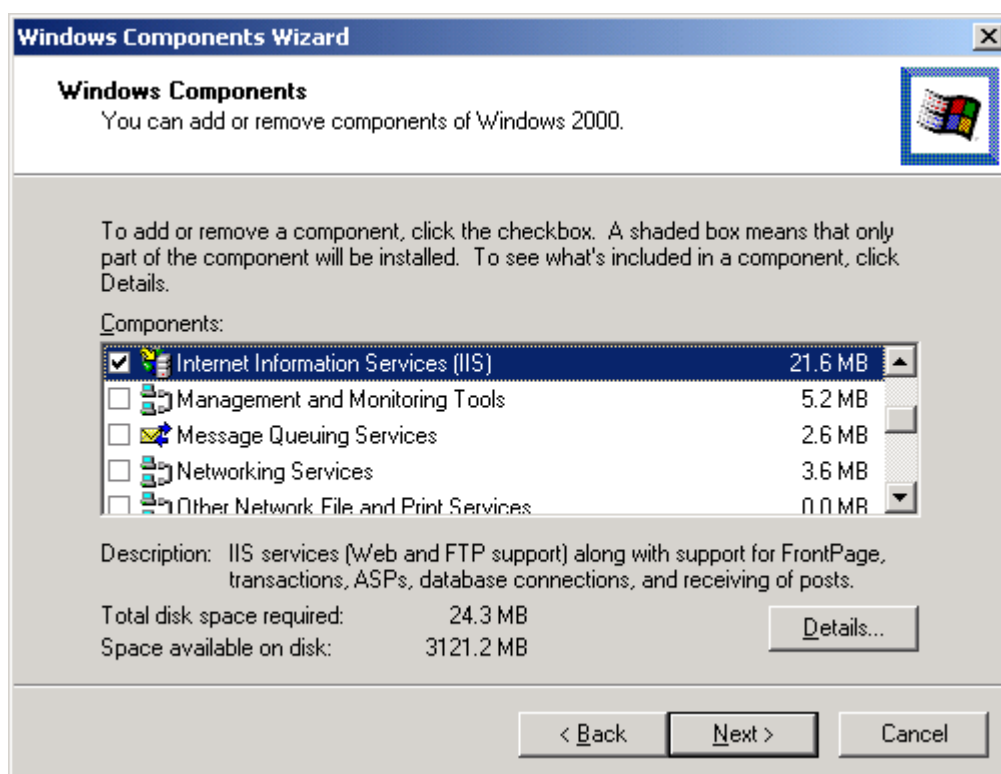 Windows Components Wizard
Windows Components
You can add or remove components of Windows 2000.
To add or remove a component, click the checkbox. A shaded box means that only
part of the component will be installed. To see what's included in a component, click
Details.
Components:
Internet Information Services (IIS) 21.6 MB
Management and Monitoring Tools 5.2 MB
Message Queuing Services 2.6 MB
Networking Services 3.6 MB
Other Network File and Print Services 0.0 MB
Description: IIS services (Web and FTP support) along with support for FrontPage,
transactions, ASPs, database connections, and receiving of posts.
Total disk space required: 24.3 MB
Space available on disk: 3121.2 MB
Details...
< Back Next > Cancel